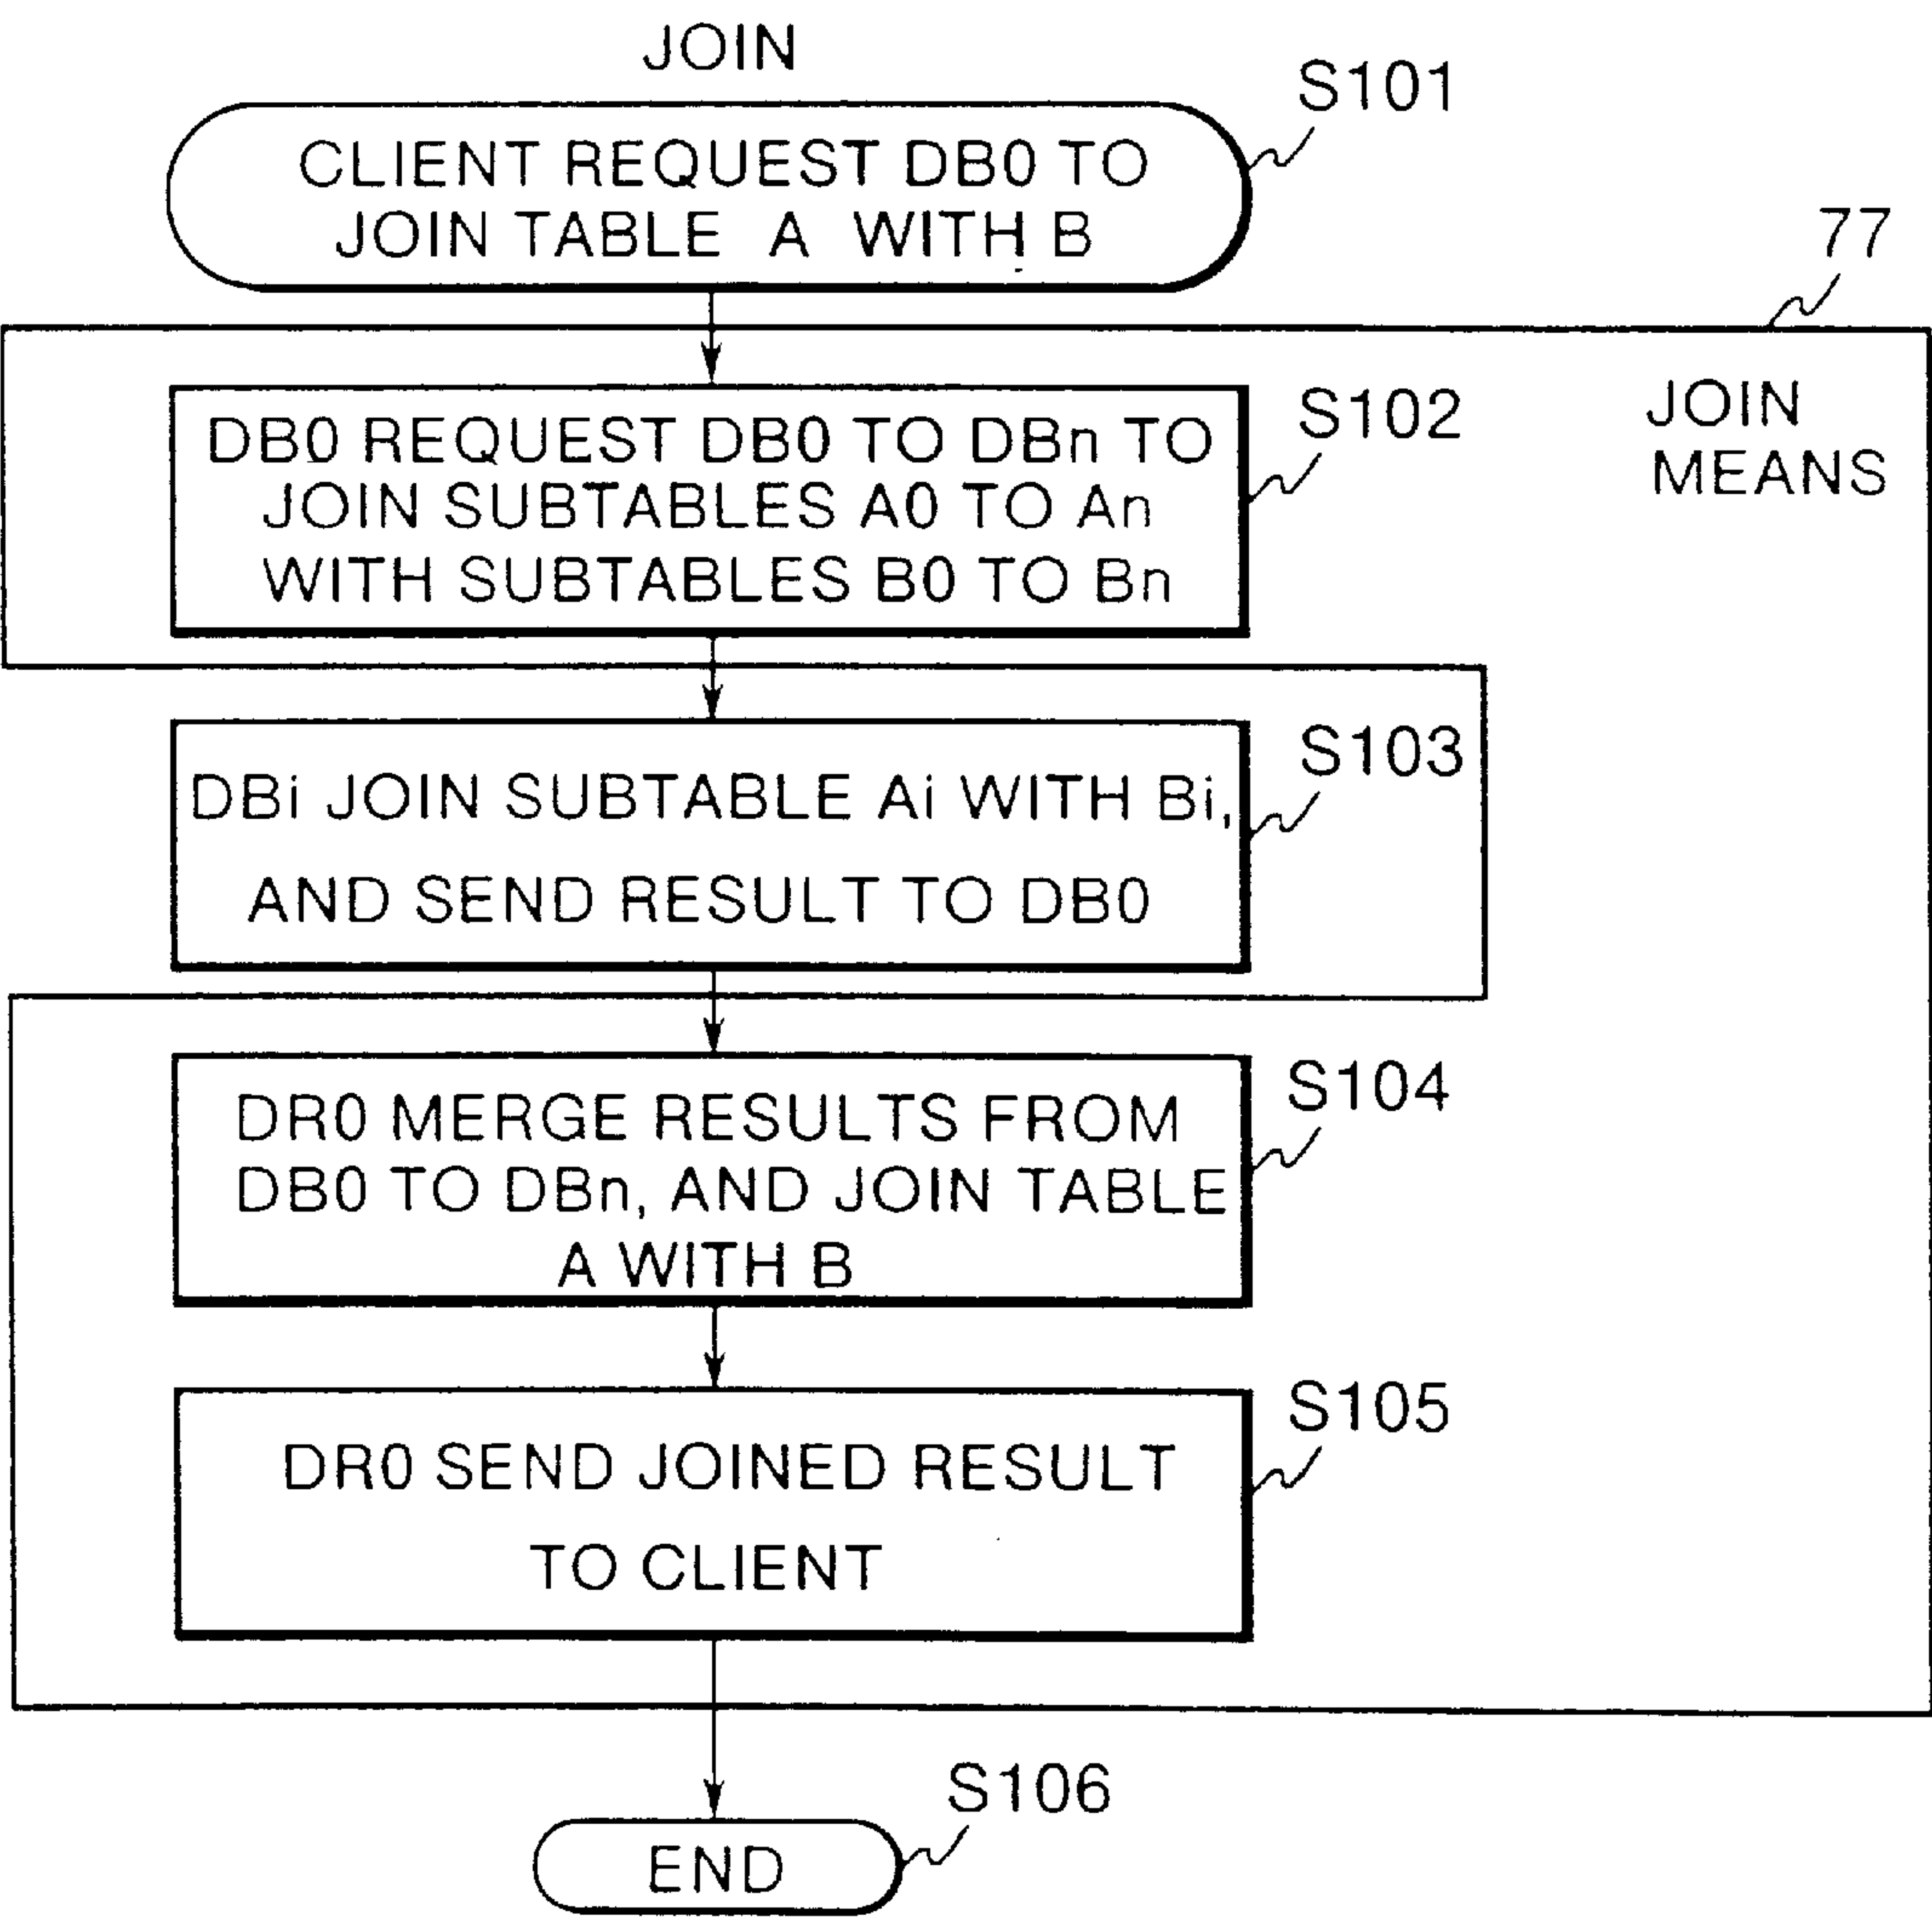 JOIN
S101
CLIENT REQUEST DB0 TO
JOIN TABLE A WITH B
77
JOIN
MEANS
S102
DB0 REQUEST DB0 TO DBn TO
JOIN SUBTABLES A0 TO An
WITH SUBTABLES B0 TO Bn
S103
DBi JOIN SUBTABLE Ai WITH Bi,
AND SEND RESULT TO DB0
S104
DR0 MERGE RESULTS FROM
DB0 TO DBn, AND JOIN TABLE
A WITH B
S105
DR0 SEND JOINED RESULT
TO CLIENT
S106
END